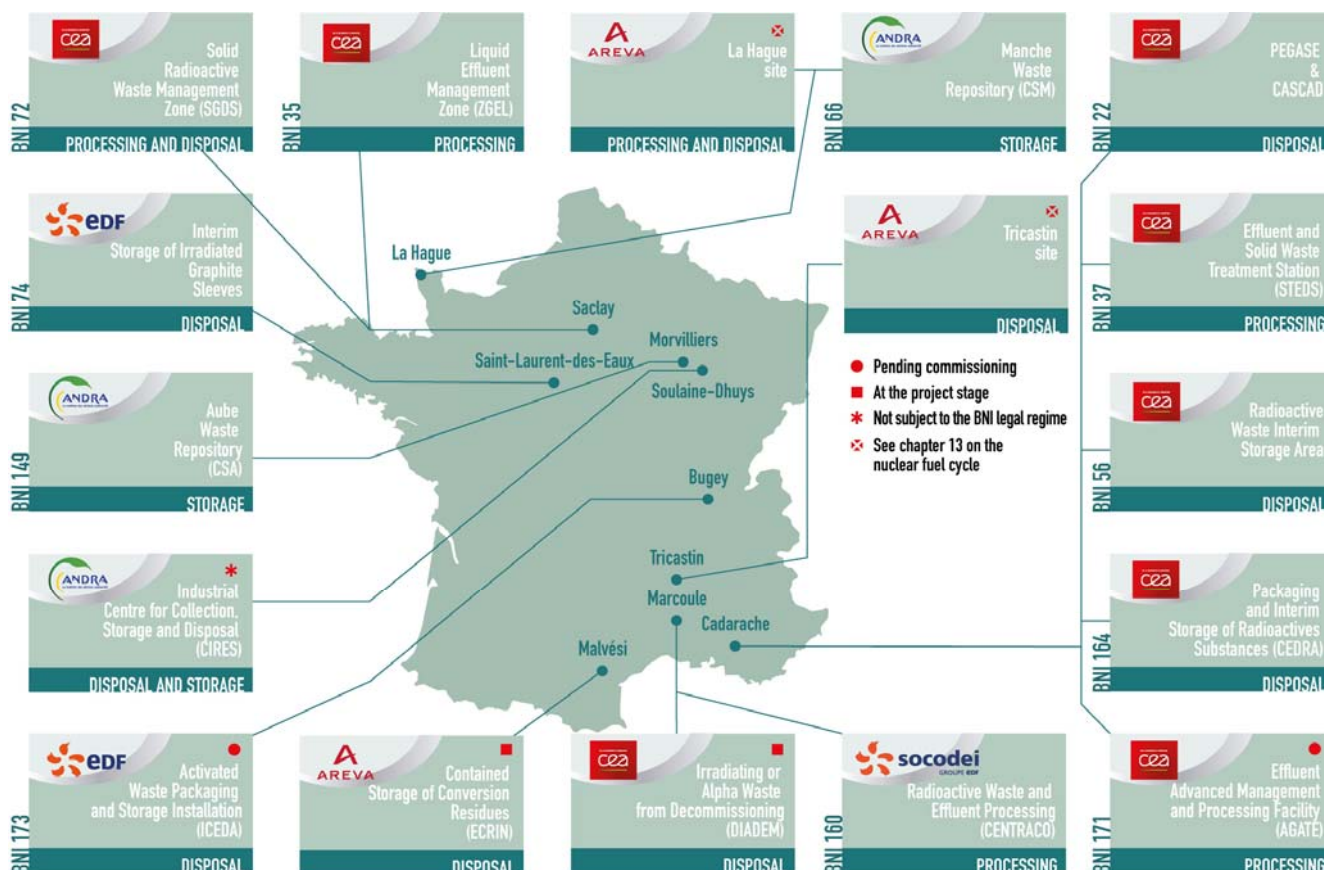 cea
Solid
Radioactive
Waste Management
Zone (SGDS)
BNI 72
PROCESSING AND DISPOSAL
cea
Liquid
Effluent
Management
Zone (ZGEL)
BNI 35
PROCESSING
AREVA
La Hague
site
PROCESSING AND DISPOSAL
ANDRA
Manche
Waste
Repository (CSM)
BNI 66
STORAGE
cea
PEGASE
&
CASCAD
BNI 22
DISPOSAL
eDF
Interim
Storage of Irradiated
Graphite
Sleeves
BNI 74
DISPOSAL
AREVA
Tricastin
site
DISPOSAL
cea
Effluent and
Solid Waste
Treatment Station
(STEDS)
BNI 37
PROCESSING
La Hague
Saclay
Morvilliers
Saint-Laurent-des-Eaux
Soulaine-Dhuys
Bugey
Tricastin
Marcoule
Cadarache
Malvési
Pending commissioning
At the project stage
Not subject to the BNI legal regime
See chapter 13 on the
nuclear fuel cycle
ANDRA
Aube
Waste
Repository
(CSA)
BNI 149
STORAGE
cea
Radioactive
Waste Interim
Storage Area
BNI 56
DISPOSAL
ANDRA
Industrial
Centre for Collection,
Storage and Disposal
(CIRES)
DISPOSAL AND STORAGE
cea
Packaging
and Interim
Storage of Radioactives
Substances (CEDRA)
BNI 164
DISPOSAL
eDF
Activated
Waste Packaging
and Storage Installation
(ICEDA)
BNI 173
DISPOSAL
AREVA
Contained
Storage of Conversion
Residues
(ECRIN)
DISPOSAL
cea
Irradiating or
Alpha Waste
from Decommissioning
(DIADEM)
DISPOSAL
socodei
GROUPE EDF
Radioactive Waste and
Effluent Processing
(CENTRACO)
BNI 160
PROCESSING
cea
Effluent
Advanced Management
and Processing Facility
(AGATE)
BNI 171
PROCESSING